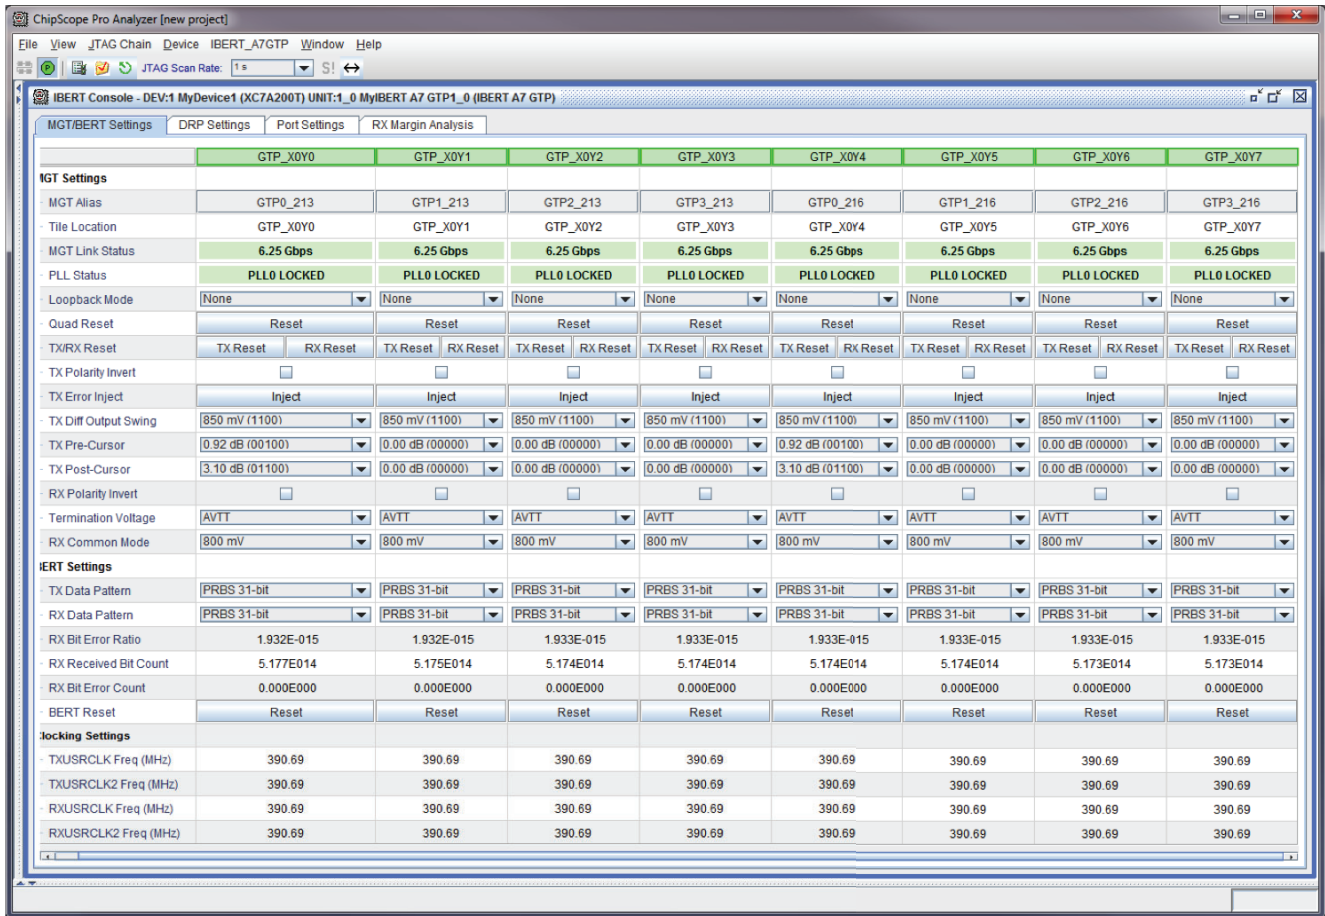 ChipScope Pro Analyzer [new project]
File View JTAG Chain Device IBERT_A7GTP Window Help
JTAG Scan Rate: 1 s S!
IBERT Console - DEV:1 MyDevice1 (XC7A200T) UNIT:1_0 MyIBERT A7 GTP1_0 (IBERT A7 GTP)
MGT/BERT Settings DRP Settings Port Settings RX Margin Analysis
GTP_X0Y0 GTP_X0Y1 GTP_X0Y2 GTP_X0Y3 GTP_X0Y4 GTP_X0Y5 GTP_X0Y6 GTP_X0Y7
MGT Settings
MGT Alias GTP0_213 GTP1_213 GTP2_213 GTP3_213 GTP0_216 GTP1_216 GTP2_216 GTP3_216
Tile Location GTP_X0Y0 GTP_X0Y1 GTP_X0Y2 GTP_X0Y3 GTP_X0Y4 GTP_X0Y5 GTP_X0Y6 GTP_X0Y7
MGT Link Status 6.25 Gbps 6.25 Gbps 6.25 Gbps 6.25 Gbps 6.25 Gbps 6.25 Gbps 6.25 Gbps 6.25 Gbps
PLL Status PLL0 LOCKED PLL0 LOCKED PLL0 LOCKED PLL0 LOCKED PLL0 LOCKED PLL0 LOCKED PLL0 LOCKED PLL0 LOCKED
Loopback Mode None None None None None None None None
Quad Reset Reset Reset Reset Reset Reset Reset Reset Reset
TX/RX Reset TX Reset RX Reset TX Reset RX Reset TX Reset RX Reset TX Reset RX Reset TX Reset RX Reset TX Reset RX Reset TX Reset RX Reset TX Reset RX Reset
TX Polarity Invert
TX Error Inject Inject Inject Inject Inject Inject Inject Inject Inject
TX Diff Output Swing 850 mV (1100) 850 mV (1100) 850 mV (1100) 850 mV (1100) 850 mV (1100) 850 mV (1100) 850 mV (1100) 850 mV (1100)
TX Pre-Cursor 0.92 dB (00100) 0.00 dB (00000) 0.00 dB (00000) 0.00 dB (00000) 0.92 dB (00100) 0.00 dB (00000) 0.00 dB (00000) 0.00 dB (00000)
TX Post-Cursor 3.10 dB (01100) 0.00 dB (00000) 0.00 dB (00000) 0.00 dB (00000) 3.10 dB (01100) 0.00 dB (00000) 0.00 dB (00000) 0.00 dB (00000)
RX Polarity Invert
Termination Voltage AVTT AVTT AVTT AVTT AVTT AVTT AVTT AVTT
RX Common Mode 800 mV 800 mV 800 mV 800 mV 800 mV 800 mV 800 mV 800 mV
BERT Settings
TX Data Pattern PRBS 31-bit PRBS 31-bit PRBS 31-bit PRBS 31-bit PRBS 31-bit PRBS 31-bit PRBS 31-bit PRBS 31-bit
RX Data Pattern PRBS 31-bit PRBS 31-bit PRBS 31-bit PRBS 31-bit PRBS 31-bit PRBS 31-bit PRBS 31-bit PRBS 31-bit
RX Bit Error Ratio 1.932E-015 1.932E-015 1.933E-015 1.933E-015 1.933E-015 1.933E-015 1.933E-015 1.933E-015
RX Received Bit Count 5.177E014 5.175E014 5.174E014 5.174E014 5.174E014 5.174E014 5.173E014 5.173E014
RX Bit Error Count 0.000E000 0.000E000 0.000E000 0.000E000 0.000E000 0.000E000 0.000E000 0.000E000
BERT Reset Reset Reset Reset Reset Reset Reset Reset Reset
Clocking Settings
TXUSRCLK Freq (MHz) 390.69 390.69 390.69 390.69 390.69 390.69 390.69 390.69
TXUSRCLK2 Freq (MHz) 390.69 390.69 390.69 390.69 390.69 390.69 390.69 390.69
RXUSRCLK Freq (MHz) 390.69 390.69 390.69 390.69 390.69 390.69 390.69 390.69
RXUSRCLK2 Freq (MHz) 390.69 390.69 390.69 390.69 390.69 390.69 390.69 390.69